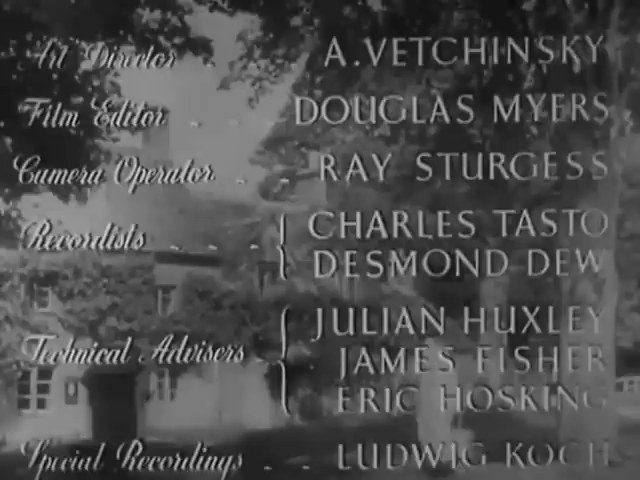 Art Director A. VETCHINSKY
Film Editor . . . DOUGLAS MYERS
Camera Operator . . RAY STURGESS
Recordists . . . . { CHARLES TASTO
DESMOND DEW
Technical Advisers { JULIAN HUXLEY
JAMES FISHER
ERIC HOSKING
Special Recordings . . LUDWIG KOCH